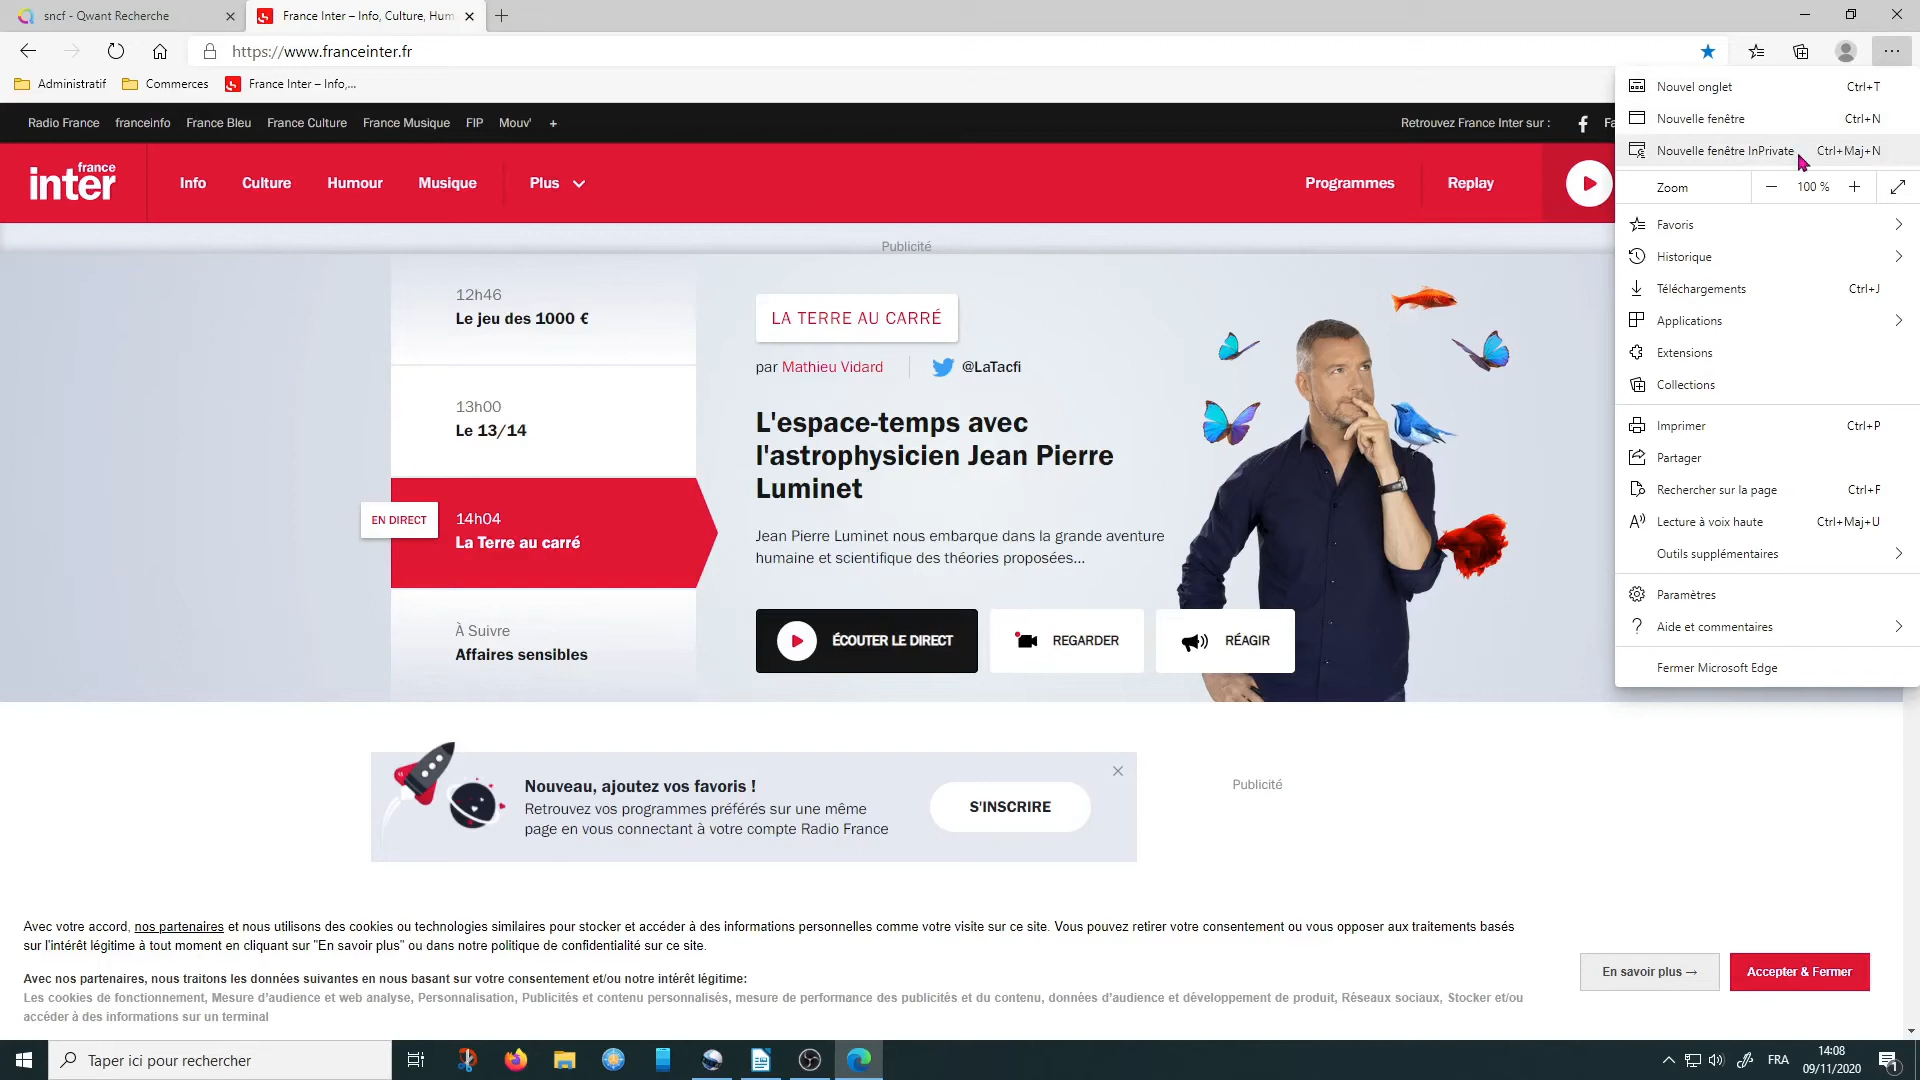 sncf - Qwant Recherche
France Inter – Info, Culture, Hum
https://www.franceinter.fr
Administratif
Commerces
France Inter – Info,...
Radio France
franceinfo
France Bleu
France Culture
France Musique
FIP
Mouv'
+
Retrouvez France Inter sur :
Fa
france
inter
Info
Culture
Humour
Musique
Plus
Programmes
Replay
Nouvel onglet Ctrl+T
Nouvelle fenêtre Ctrl+N
Nouvelle fenêtre InPrivate Ctrl+Maj+N
Zoom 100 %
Favoris
Historique
Téléchargements Ctrl+J
Applications
Extensions
Collections
Imprimer Ctrl+P
Partager
Rechercher sur la page Ctrl+F
Lecture à voix haute Ctrl+Maj+U
Outils supplémentaires
Paramètres
Aide et commentaires
Fermer Microsoft Edge
Publicité
12h46
Le jeu des 1000 €
13h00
Le 13/14
EN DIRECT
14h04
La Terre au carré
À Suivre
Affaires sensibles
LA TERRE AU CARRÉ
par Mathieu Vidard
@LaTacfi
L'espace-temps avec
l'astrophysicien Jean Pierre
Luminet
Jean Pierre Luminet nous embarque dans la grande aventure
humaine et scientifique des théories proposées...
ÉCOUTER LE DIRECT
REGARDER
RÉAGIR
Nouveau, ajoutez vos favoris !
Retrouvez vos programmes préférés sur une même
page en vous connectant à votre compte Radio France
S'INSCRIRE
Publicité
Avec votre accord, nos partenaires et nous utilisons des cookies ou technologies similaires pour stocker et accéder à des informations personnelles comme votre visite sur ce site. Vous pouvez retirer votre consentement ou vous opposer aux traitements basés
sur l'intérêt légitime à tout moment en cliquant sur "En savoir plus" ou dans notre politique de confidentialité sur ce site.
Avec nos partenaires, nous traitons les données suivantes en nous basant sur votre consentement et/ou notre intérêt légitime:
Les cookies de fonctionnement, Mesure d'audience et web analyse, Personnalisation, Publicités et contenu personnalisés, mesure de performance des publicités et du contenu, données d'audience et développement de produit, Réseaux sociaux, Stocker et/ou
accéder à des informations sur un terminal
En savoir plus →
Accepter & Fermer
Taper ici pour rechercher
FRA
14:08
09/11/2020
1